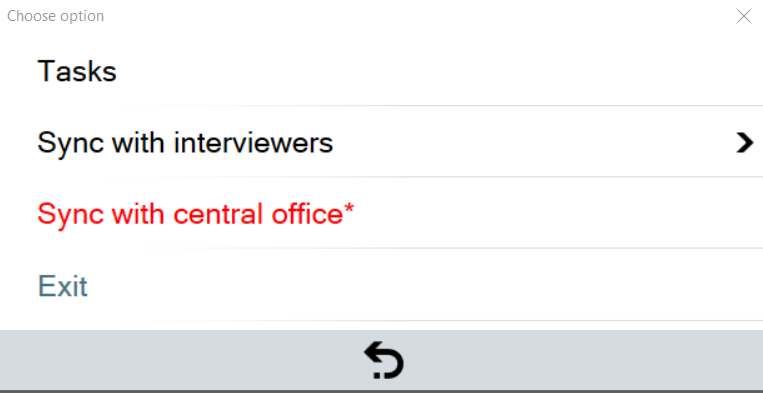 Choose option
Tasks
Sync with interviewers
Sync with central office*
Exit